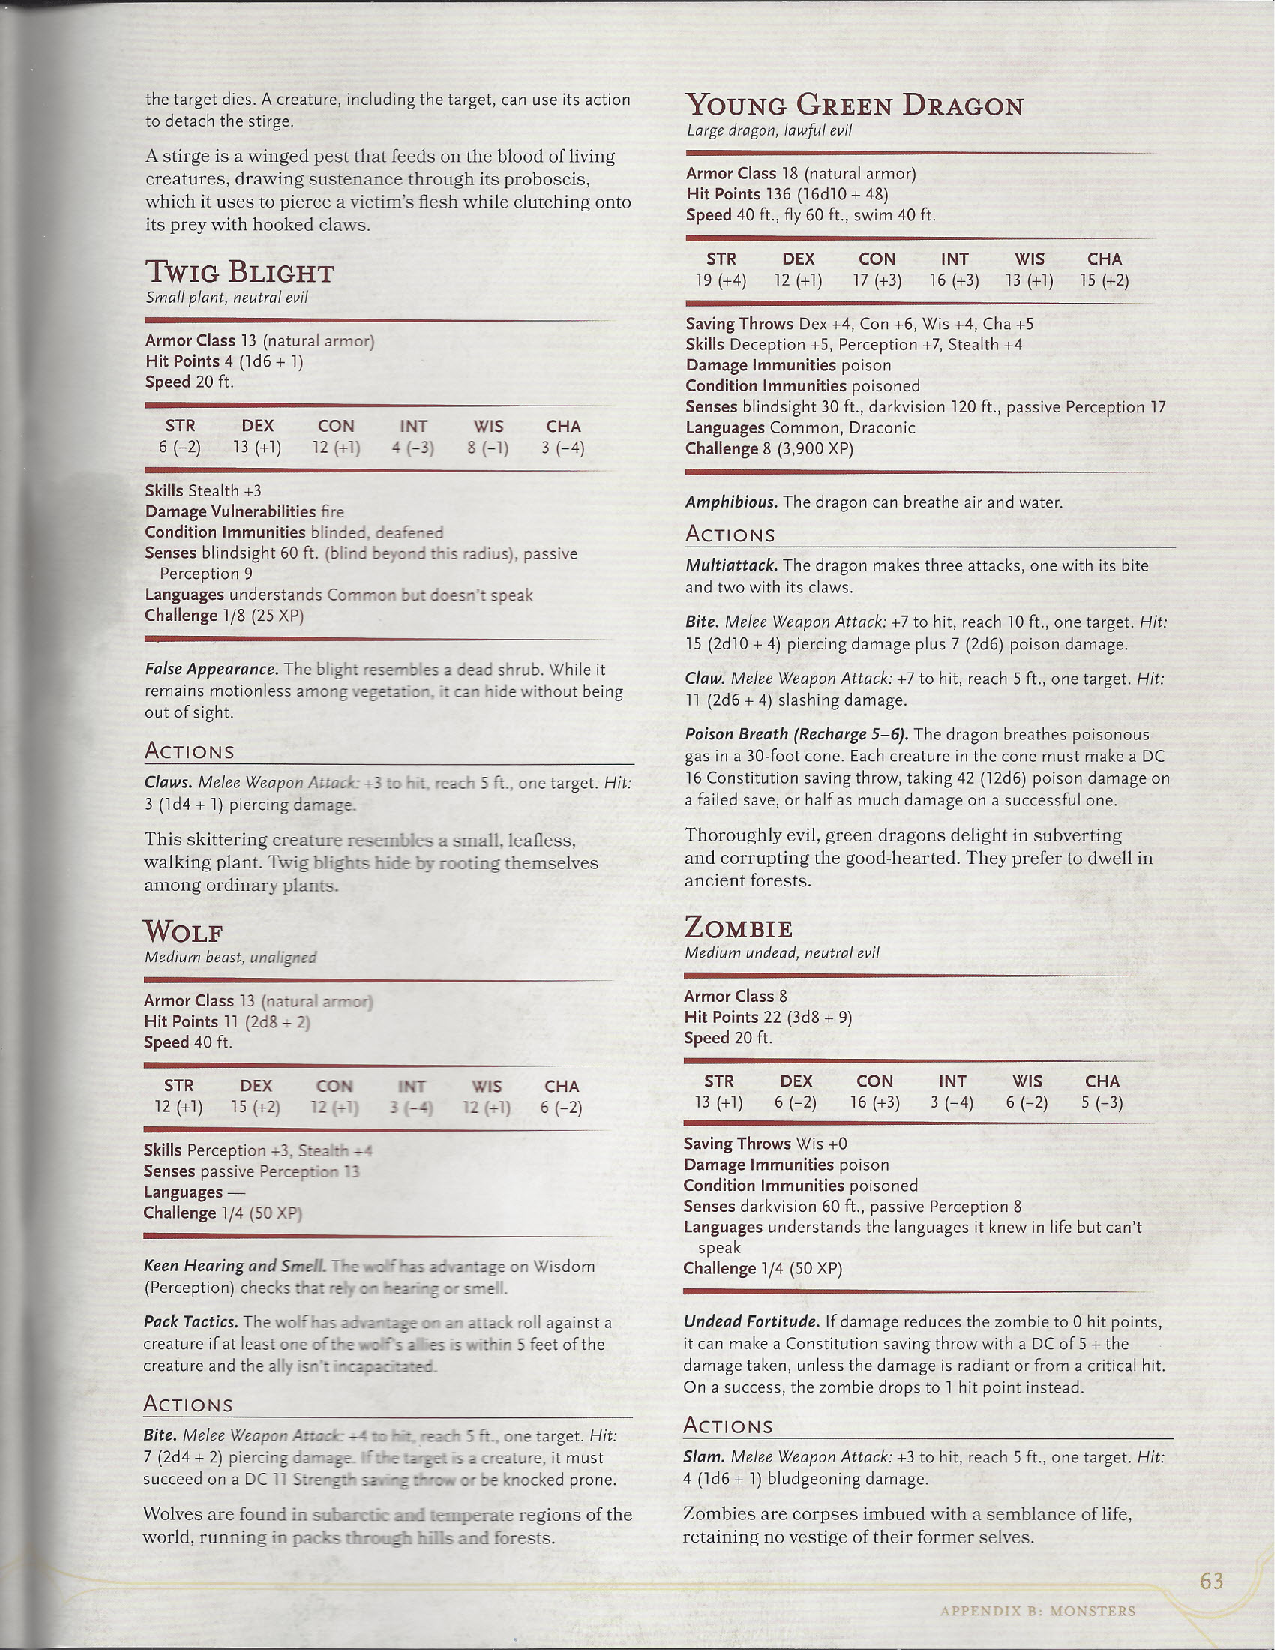 the target dies. A creature, including the target, can use its action
to detach the stirge.
A stirge is a winged pest that feeds on the blood of living
creatures, drawing sustenance through its proboscis,
which it uses to pierce a victim's flesh while clutching onto
its prey with hooked claws.
TWIG BLIGHT
Small plant, neutral evil
Armor Class 13 (natural armor)
Hit Points 4 (1d6 + 1)
Speed 20 ft.
STR DEX CON INT WIS CHA
6 (−2) 13 (+1) 12 (+1) 4 (−3) 8 (−1) 3 (−4)
Skills Stealth +3
Damage Vulnerabilities fire
Condition Immunities blinded, deafened
Senses blindsight 60 ft. (blind beyond this radius), passive
Perception 9
Languages understands Common but doesn't speak
Challenge 1/8 (25 XP)
False Appearance. The blight resembles a dead shrub. While it
remains motionless among vegetation, it can hide without being
out of sight.
ACTIONS
Claws. Melee Weapon Attack: +3 to hit, reach 5 ft., one target. Hit:
3 (1d4 + 1) piercing damage.
This skittering creature resembles a small, leafless,
walking plant. Twig blights hide by rooting themselves
among ordinary plants.
WOLF
Medium beast, unaligned
Armor Class 13 (natural armor)
Hit Points 11 (2d8 + 2)
Speed 40 ft.
STR DEX CON INT WIS CHA
12 (+1) 15 (+2) 12 (+1) 3 (−4) 12 (+1) 6 (−2)
Skills Perception +3, Stealth +4
Senses passive Perception 13
Languages —
Challenge 1/4 (50 XP)
Keen Hearing and Smell. The wolf has advantage on Wisdom
(Perception) checks that rely on hearing or smell.
Pack Tactics. The wolf has advantage on an attack roll against a
creature if at least one of the wolf's allies is within 5 feet of the
creature and the ally isn't incapacitated.
ACTIONS
Bite. Melee Weapon Attack: +4 to hit, reach 5 ft., one target. Hit:
7 (2d4 + 2) piercing damage. If the target is a creature, it must
succeed on a DC 11 Strength saving throw or be knocked prone.
Wolves are found in subarctic and temperate regions of the
world, running in packs through hills and forests.
YOUNG GREEN DRAGON
Large dragon, lawful evil
Armor Class 18 (natural armor)
Hit Points 136 (16d10 + 48)
Speed 40 ft., fly 60 ft., swim 40 ft.
STR DEX CON INT WIS CHA
19 (+4) 12 (+1) 17 (+3) 16 (+3) 13 (+1) 15 (+2)
Saving Throws Dex +4, Con +6, Wis +4, Cha +5
Skills Deception +5, Perception +7, Stealth +4
Damage Immunities poison
Condition Immunities poisoned
Senses blindsight 30 ft., darkvision 120 ft., passive Perception 17
Languages Common, Draconic
Challenge 8 (3,900 XP)
Amphibious. The dragon can breathe air and water.
ACTIONS
Multiattack. The dragon makes three attacks, one with its bite
and two with its claws.
Bite. Melee Weapon Attack: +7 to hit, reach 10 ft., one target. Hit:
15 (2d10 + 4) piercing damage plus 7 (2d6) poison damage.
Claw. Melee Weapon Attack: +7 to hit, reach 5 ft., one target. Hit:
11 (2d6 + 4) slashing damage.
Poison Breath (Recharge 5–6). The dragon breathes poisonous
gas in a 30-foot cone. Each creature in the cone must make a DC
16 Constitution saving throw, taking 42 (12d6) poison damage on
a failed save, or half as much damage on a successful one.
Thoroughly evil, green dragons delight in subverting
and corrupting the good-hearted. They prefer to dwell in
ancient forests.
ZOMBIE
Medium undead, neutral evil
Armor Class 8
Hit Points 22 (3d8 + 9)
Speed 20 ft.
STR DEX CON INT WIS CHA
13 (+1) 6 (−2) 16 (+3) 3 (−4) 6 (−2) 5 (−3)
Saving Throws Wis +0
Damage Immunities poison
Condition Immunities poisoned
Senses darkvision 60 ft., passive Perception 8
Languages understands the languages it knew in life but can't
speak
Challenge 1/4 (50 XP)
Undead Fortitude. If damage reduces the zombie to 0 hit points,
it can make a Constitution saving throw with a DC of 5 + the
damage taken, unless the damage is radiant or from a critical hit.
On a success, the zombie drops to 1 hit point instead.
ACTIONS
Slam. Melee Weapon Attack: +3 to hit, reach 5 ft., one target. Hit:
4 (1d6 + 1) bludgeoning damage.
Zombies are corpses imbued with a semblance of life,
retaining no vestige of their former selves.
63
APPENDIX B: MONSTERS